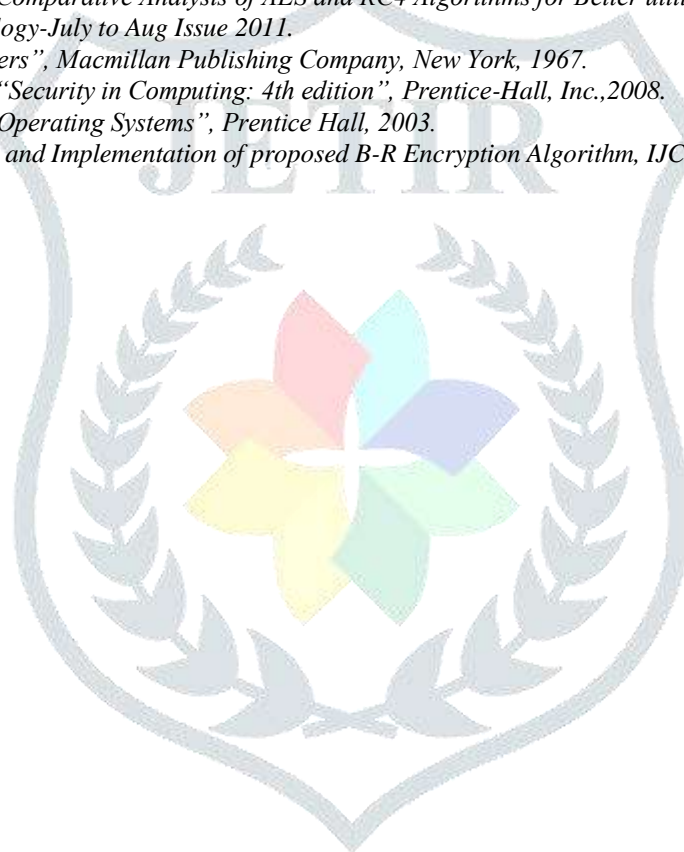 Comparative Analysis of AES and RC4 Algorithms for Better
logy-July to Aug Issue 2011.
ers”, Macmillan Publishing Company, New York, 1967.
“Security in Computing: 4th edition”, Prentice-Hall, Inc.,2008.
Operating Systems”, Prentice Hall, 2003.
and Implementation of proposed B-R Encryption Algorithm, IJC
JETIR